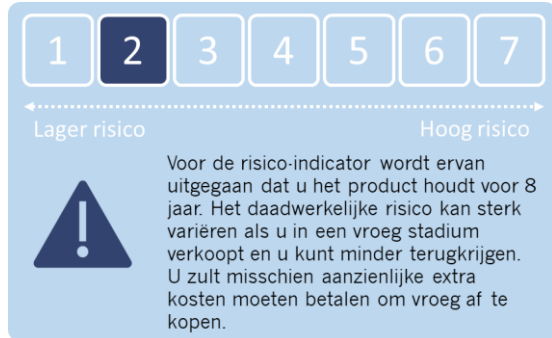 1 2 3 4 5 6 7
Lager risico Hoog risico
Voor de risico-indicator wordt ervan
uitgegaan dat u het product houdt voor 8
jaar. Het daadwerkelijke risico kan sterk
variëren als u in een vroeg stadium
verkoopt en u kunt minder terugkrijgen.
U zult misschien aanzienlijke extra
kosten moeten betalen om vroeg af te
kopen.